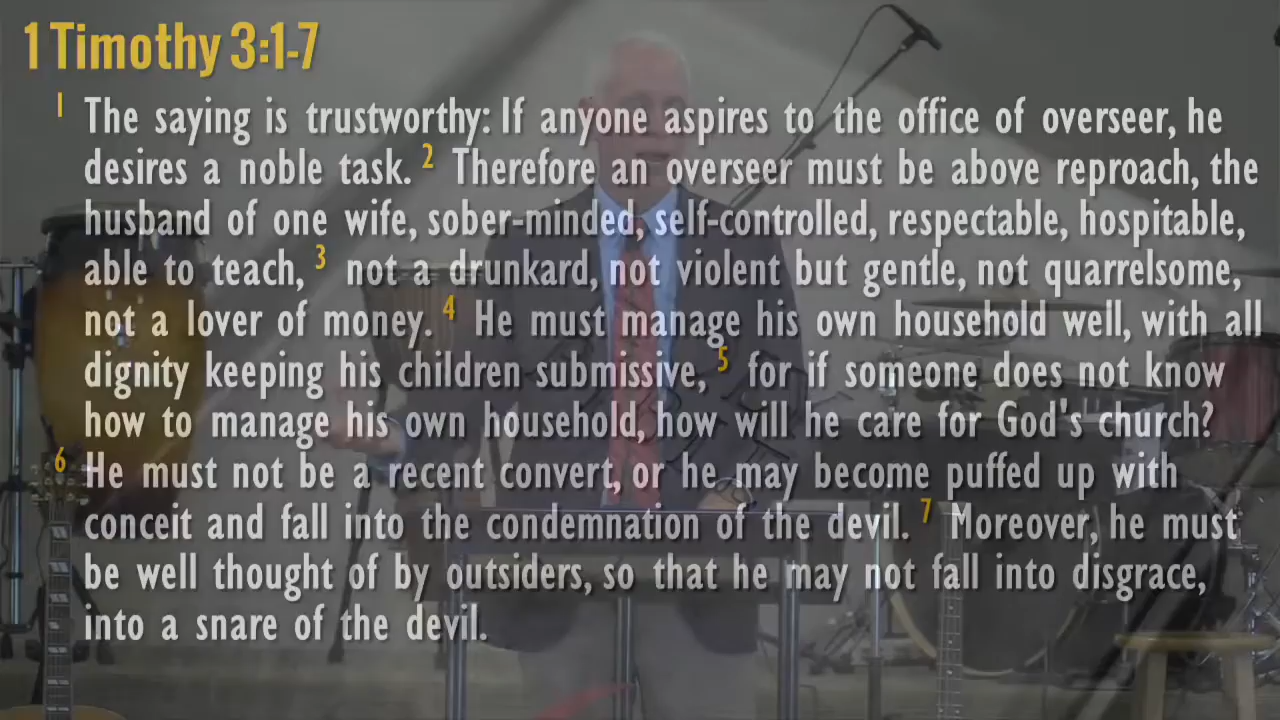 1 Timothy 3:1-7
1 The saying is trustworthy: If anyone aspires to the office of overseer, he
desires a noble task. 2 Therefore an overseer must be above reproach, the
husband of one wife, sober-minded, self-controlled, respectable, hospitable,
able to teach, 3 not a drunkard, not violent but gentle, not quarrelsome,
not a lover of money. 4 He must manage his own household well, with all
dignity keeping his children submissive, 5 for if someone does not know
how to manage his own household, how will he care for God's church?
6 He must not be a recent convert, or he may become puffed up with
conceit and fall into the condemnation of the devil. 7 Moreover, he must
be well thought of by outsiders, so that he may not fall into disgrace,
into a snare of the devil.